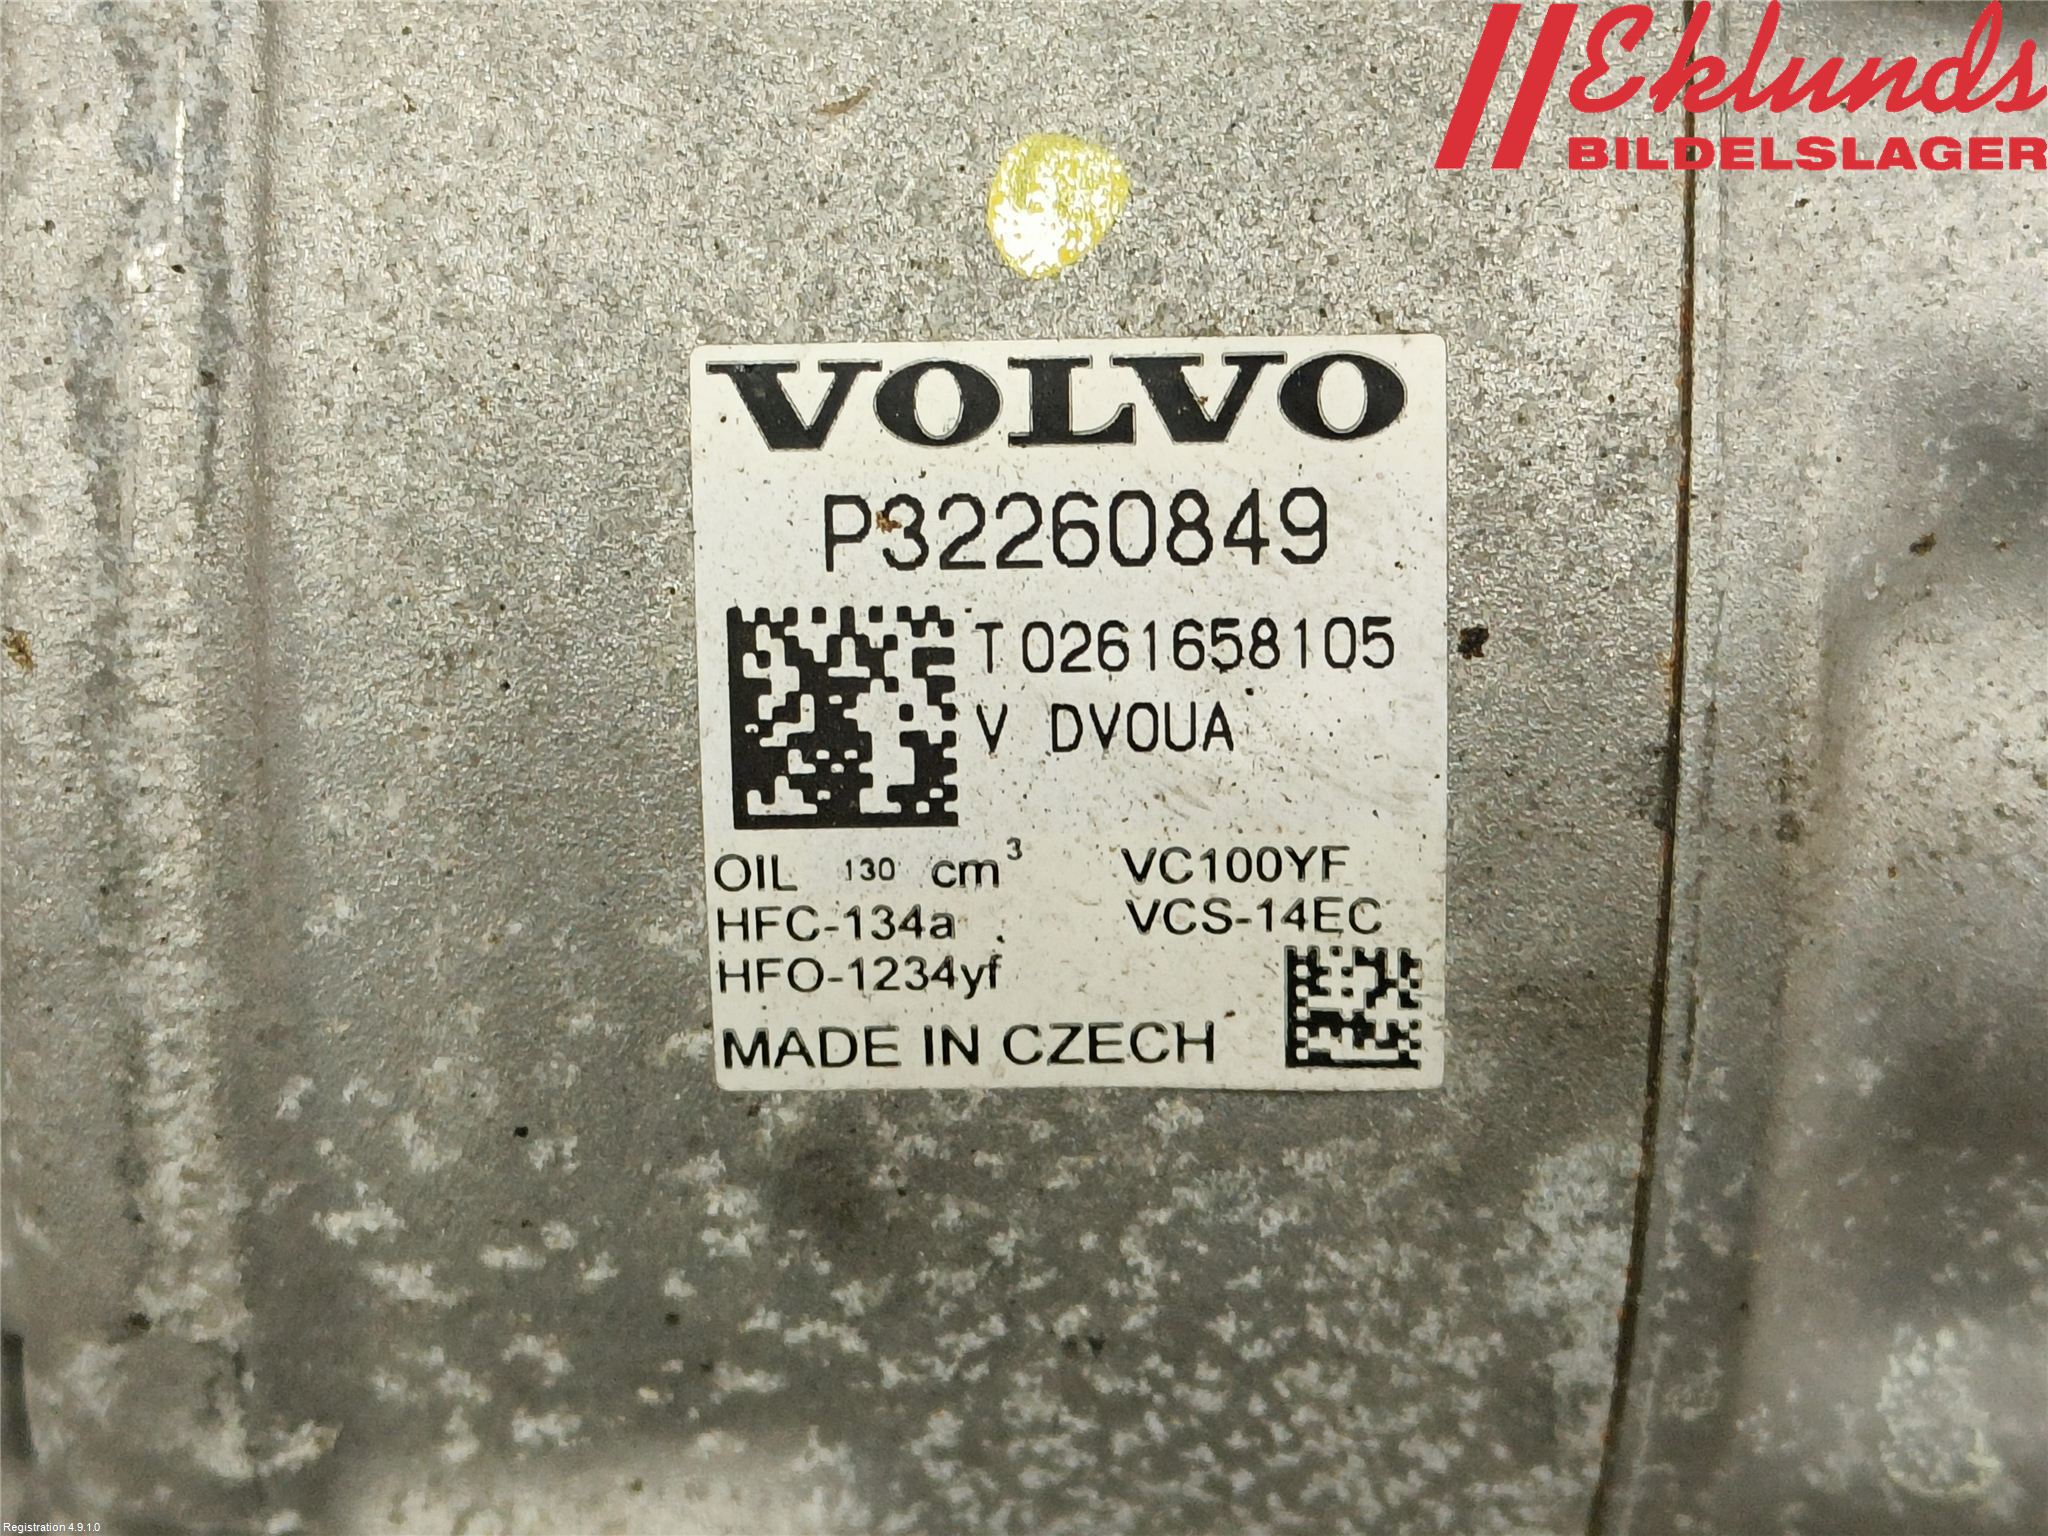 Eklunds
BILDELSLAGER
VOLVO
P32260849
T 0261658105
V DV0UA
OIL 130 cm³ VC100YF
HFC-134a VCS-14EC
HFO-1234yf
MADE IN CZECH
Registration 4.9.1.0